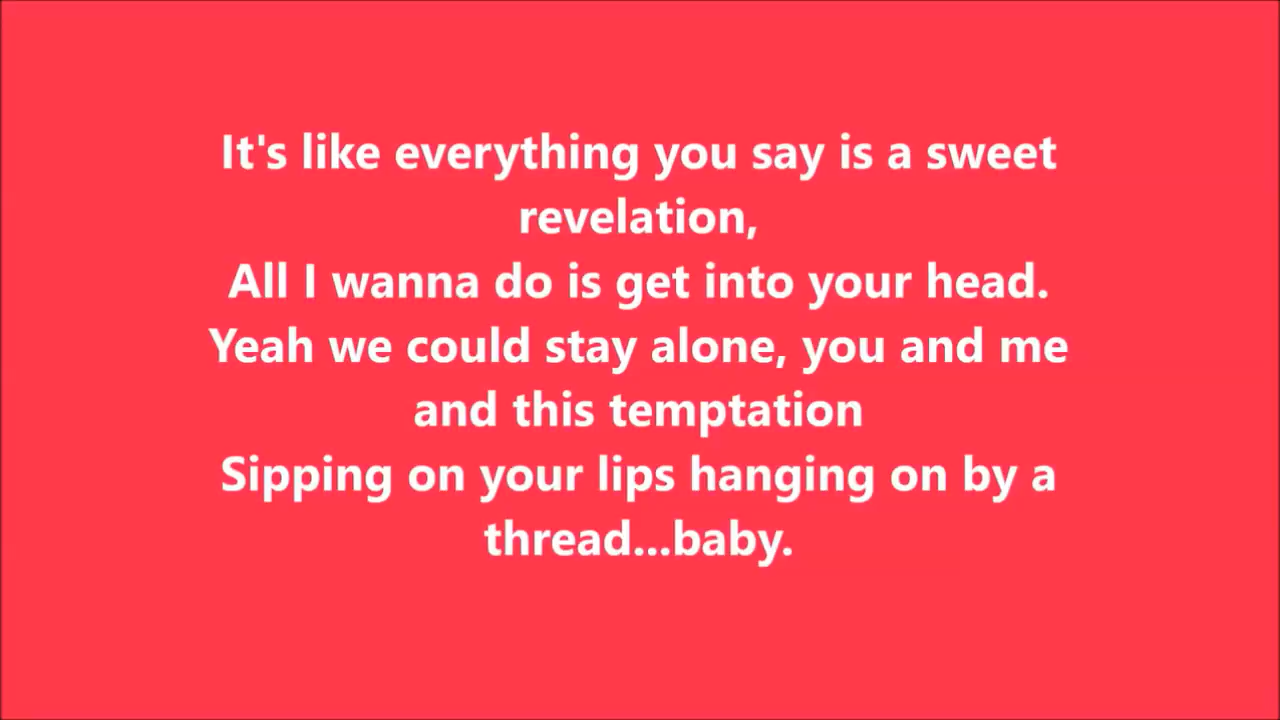 It's like everything you say is a sweet
revelation,
All I wanna do is get into your head.
Yeah we could stay alone, you and me
and this temptation
Sipping on your lips hanging on by a
thread...baby.